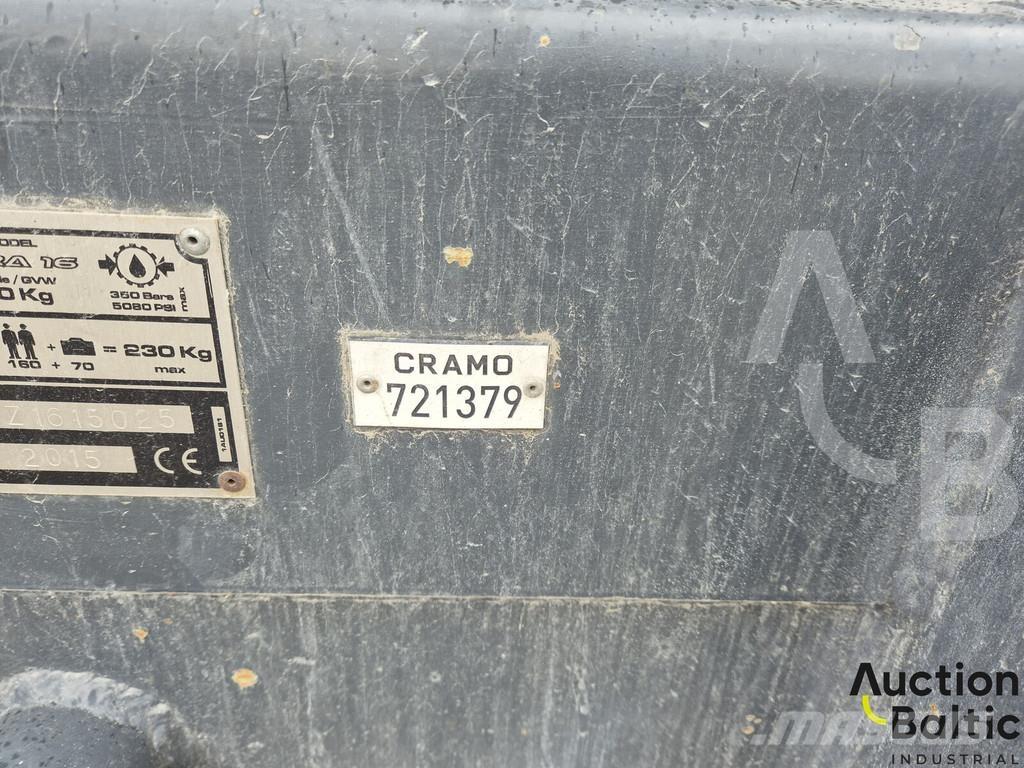 ODEL
RA 16
le / GVW
0 Kg
350 Bars
5080 PSI
max
+ = 230 Kg
160 + 70 max
Z1615025
2015
CE
1AU0161
CRAMO
721379
A
B
Auction
Baltic
INDUSTRIAL